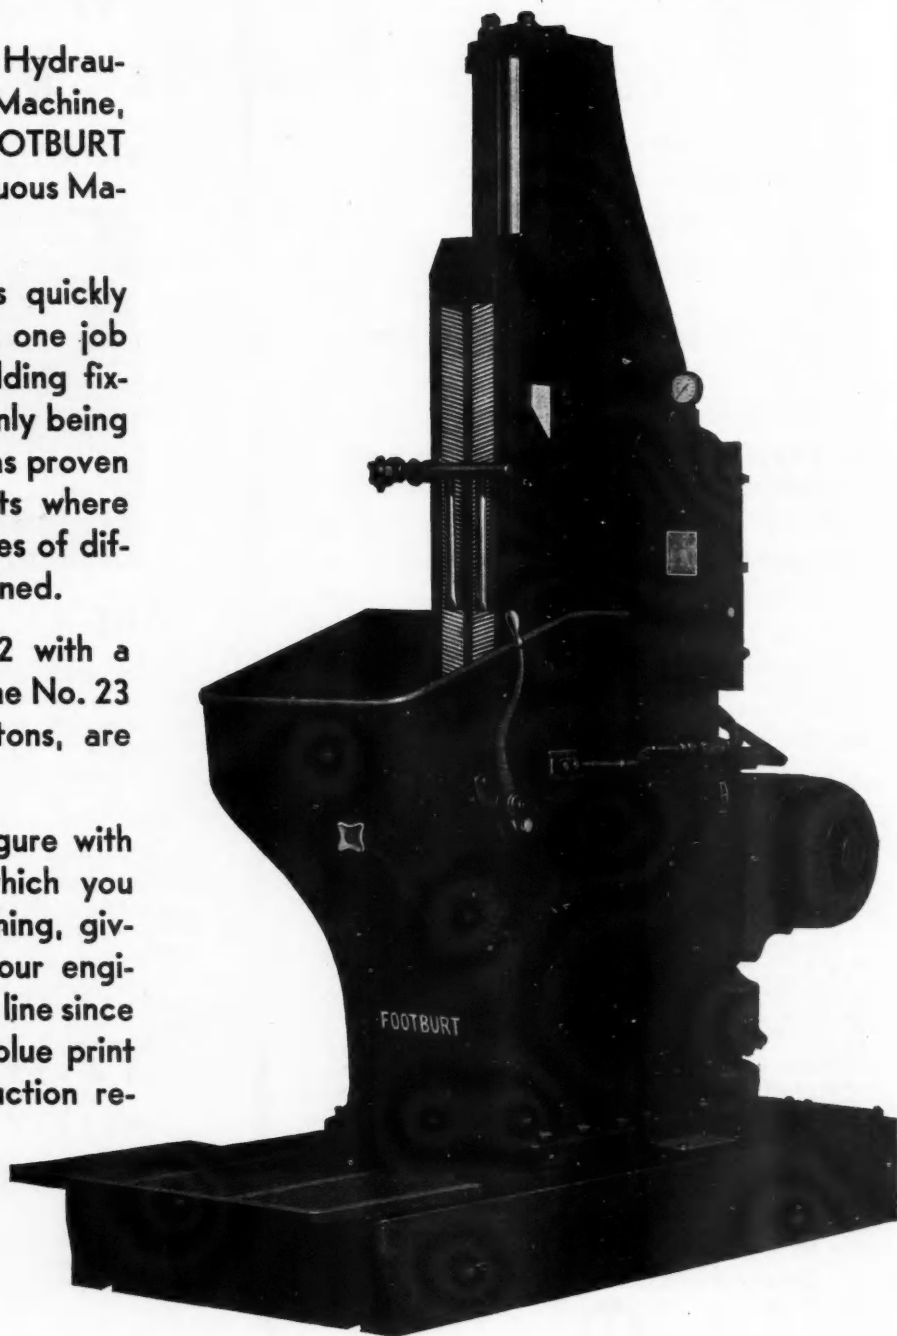 Hydrau-
Machine,
OOTBURT
uous Ma-
s quickly
one job
lding fix-
nly being
as proven
ts where
es of dif-
ned.
2 with a
ne No. 23
tons, are
gure with
which you
ning, giv-
our engi-
line since
blue print
uction re-
FOOTBURT